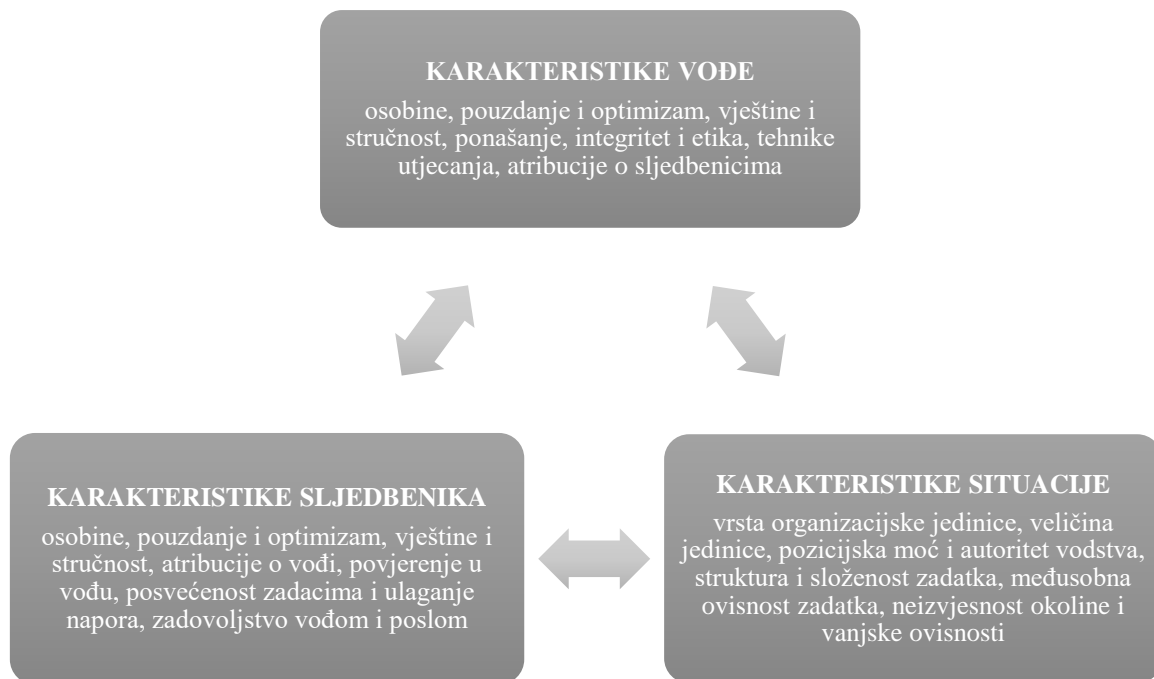 KARAKTERISTIKE VOĐE
osobine, pouzdanje i optimizam, vještine i
stručnost, ponašanje, integritet i etika, tehnike
utjecanja, atribucije o sljedbenicima
KARAKTERISTIKE SLJEDBENIKA
osobine, pouzdanje i optimizam, vještine i
stručnost, atribucije o vođi, povjerenje u
vođu, posvećenost zadacima i ulaganje
napora, zadovoljstvo vođom i poslom
KARAKTERISTIKE SITUACIJE
vrsta organizacijske jedinice, veličina
jedinice, pozicijska moć i autoritet vodstva,
struktura i složenost zadatka, međusobna
ovisnost zadatka, neizvjesnost okoline i
vanjske ovisnosti